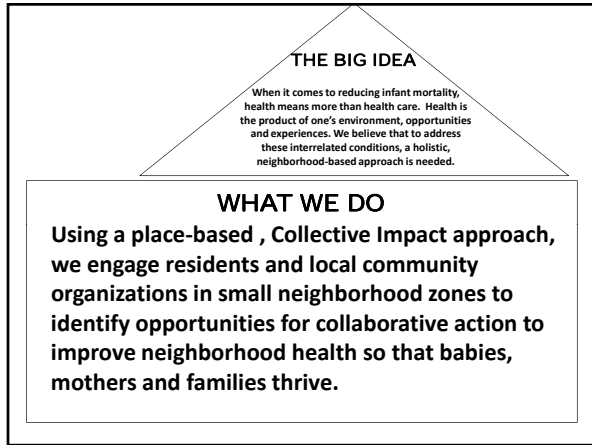 THE BIG IDEA
When it comes to reducing infant mortality,
health means more than health care.  Health is
the product of one's environment, opportunities
and experiences. We believe that to address
these interrelated conditions, a holistic,
neighborhood-based approach is needed.
WHAT WE DO
Using a place-based , Collective Impact approach,
we engage residents and local community
organizations in small neighborhood zones to
identify opportunities for collaborative action to
improve neighborhood health so that babies,
mothers and families thrive.